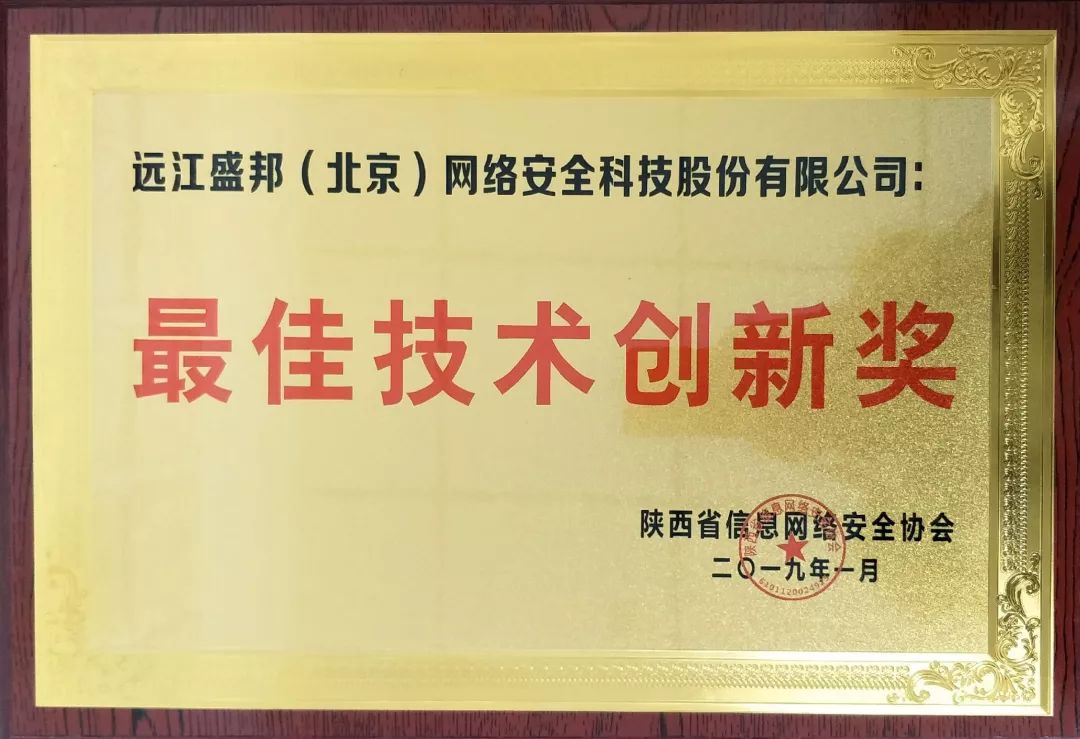 远江盛邦（北京）网络安全科技股份有限公司：
最佳技术创新奖
陕西省信息网络安全协会
二〇一九年一月